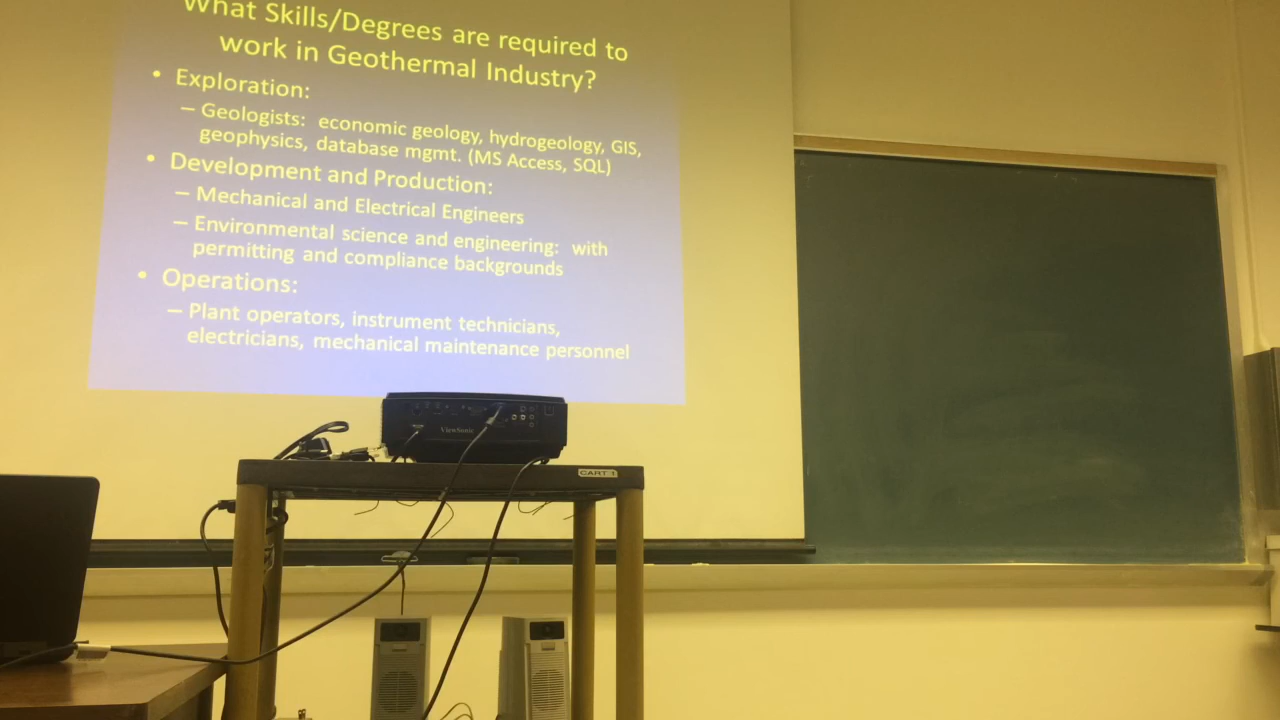 What Skills/Degrees are required to
work in Geothermal Industry?
• Exploration:
– Geologists: economic geology, hydrogeology, GIS,
geophysics, database mgmt. (MS Access, SQL)
• Development and Production:
– Mechanical and Electrical Engineers
– Environmental science and engineering: with
permitting and compliance backgrounds
• Operations:
– Plant operators, instrument technicians,
electricians, mechanical maintenance personnel
ViewSonic
CART 1